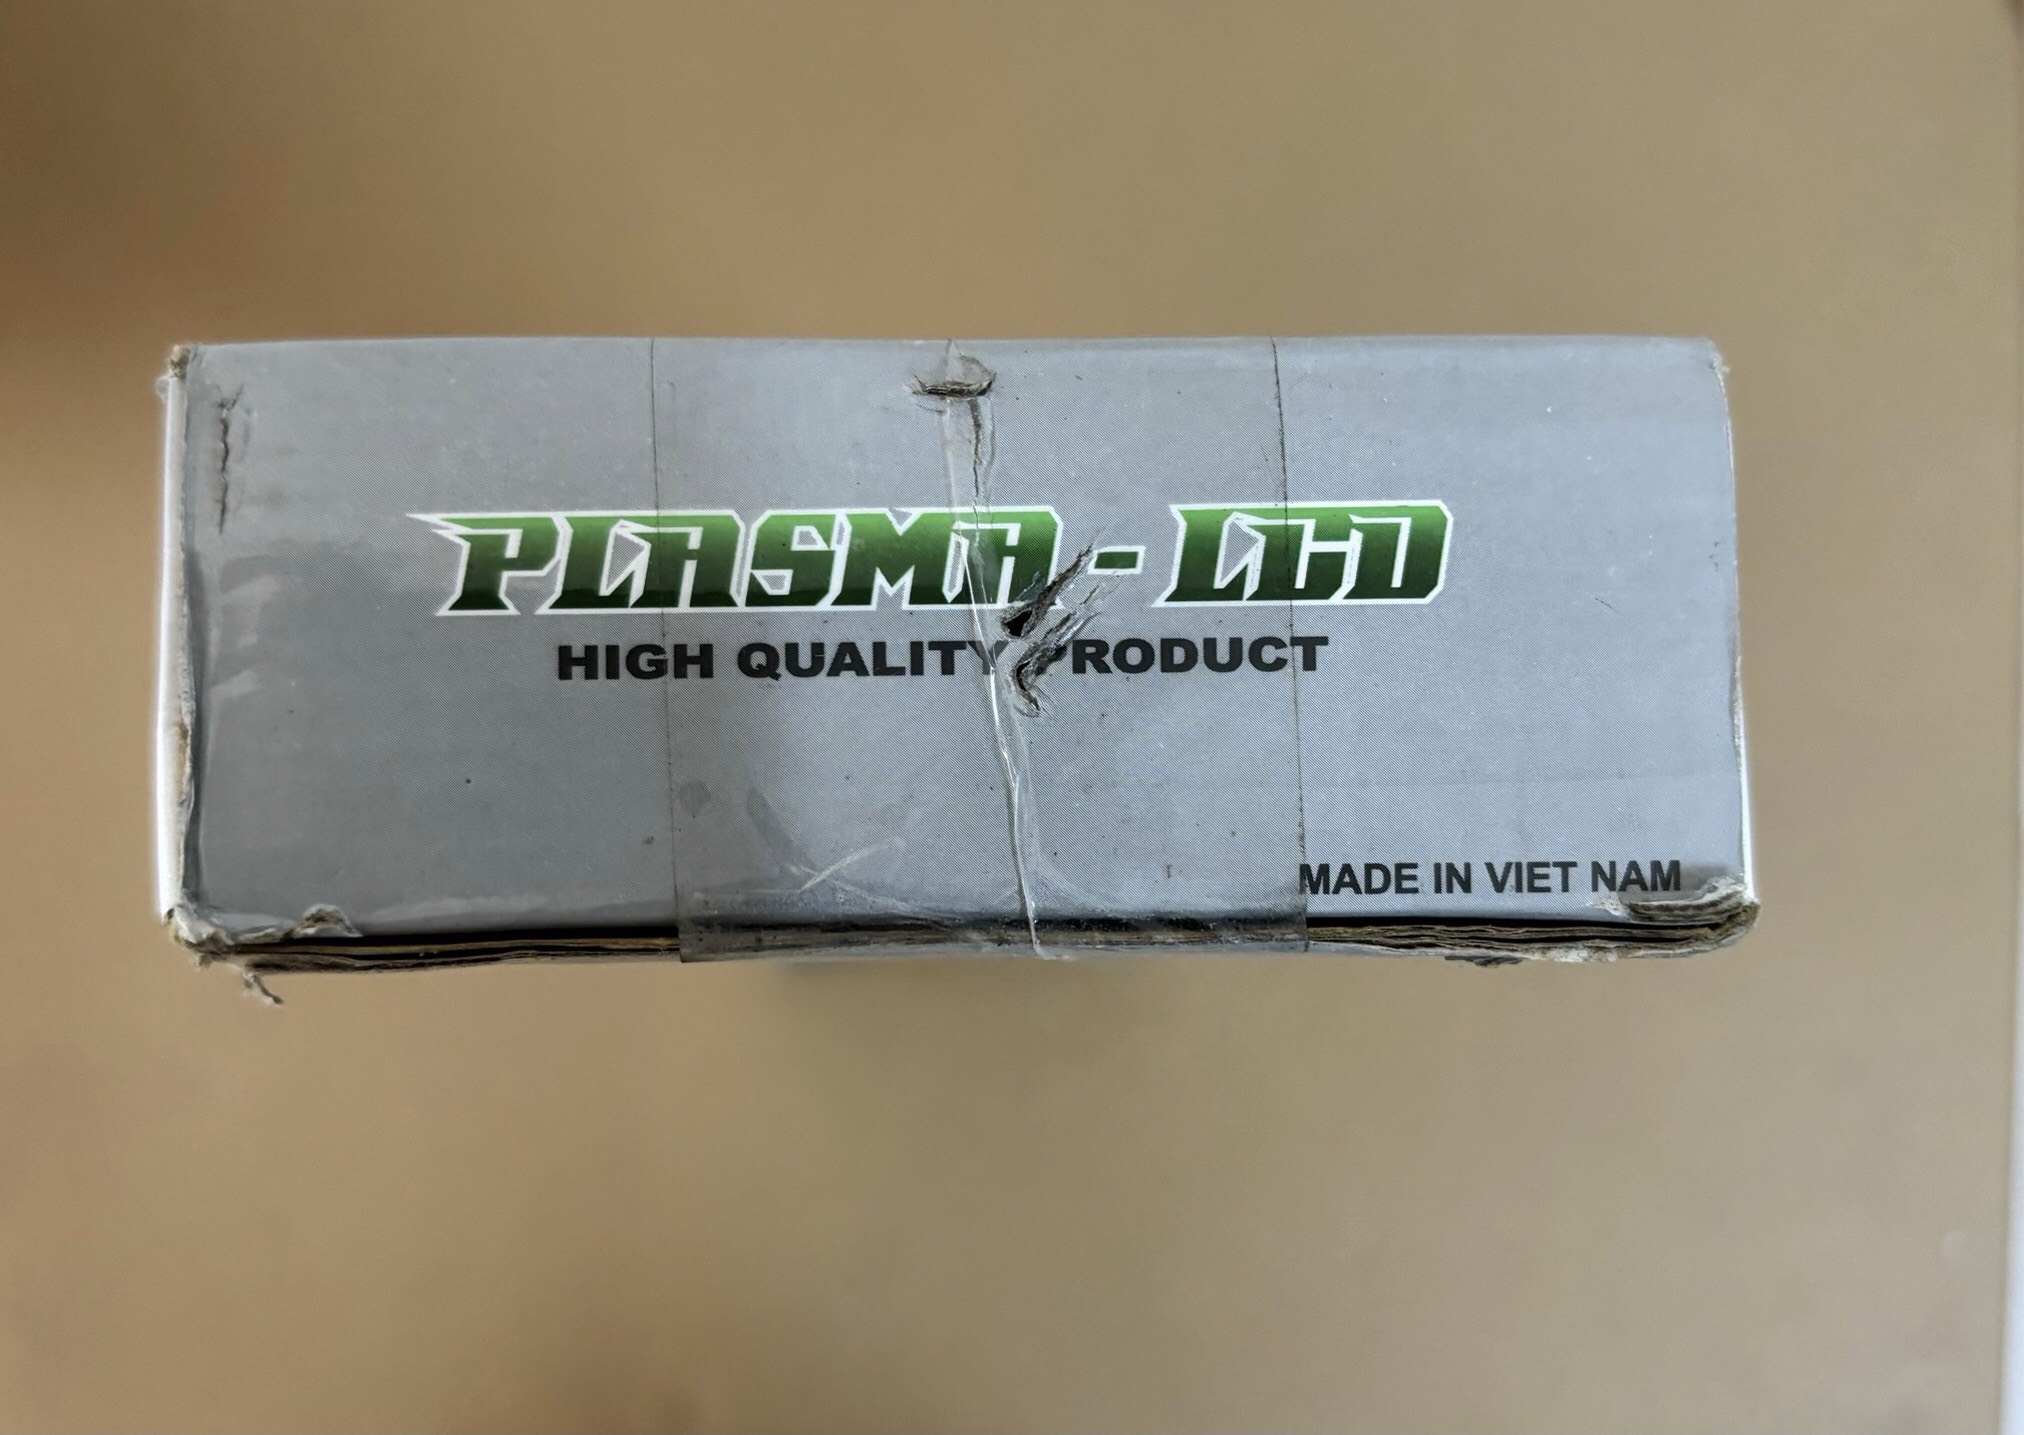 PLASMA - LCD
HIGH QUALITY PRODUCT
MADE IN VIET NAM